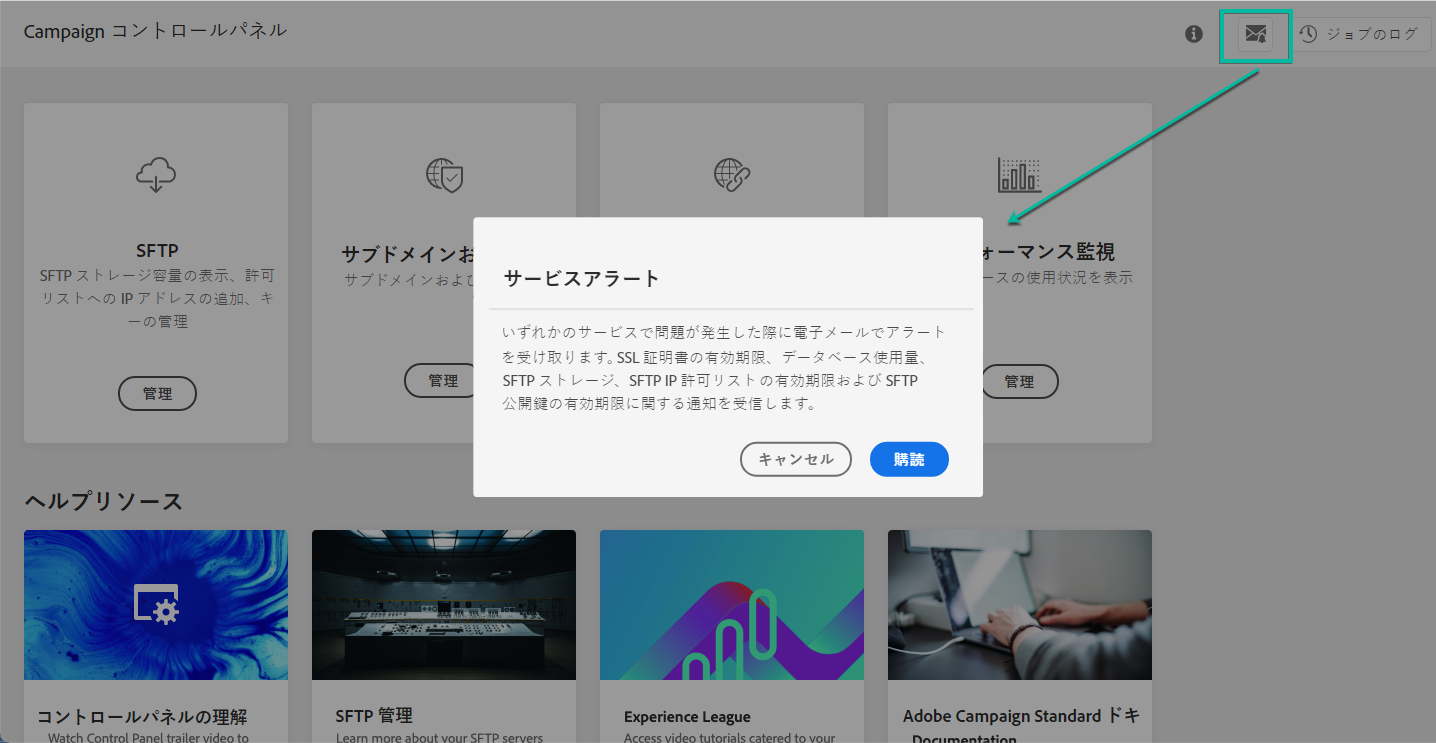 Campaign コントロールパネル
ジョブのログ
SFTP
SFTP ストレージ容量の表示、許可
リストへの IP アドレスの追加、キ
ーの管理
管理
サブドメインお
サブドメインおよび
管理
ォーマンス監視
ースの使用状況を表示
管理
サービスアラート
いずれかのサービスで問題が発生した際に電子メールでアラート
を受け取ります。SSL 証明書の有効期限、データベース使用量、
SFTP ストレージ、SFTP IP 許可リスト の有効期限および SFTP
公開鍵の有効期限に関する通知を受信します。
キャンセル
購読
ヘルプリソース
コントロールパネルの理解
Watch Control Panel trailer video to
SFTP 管理
Learn more about your SFTP servers
Experience League
Access video tutorials catered to your
Adobe Campaign Standard ドキ
Documentation